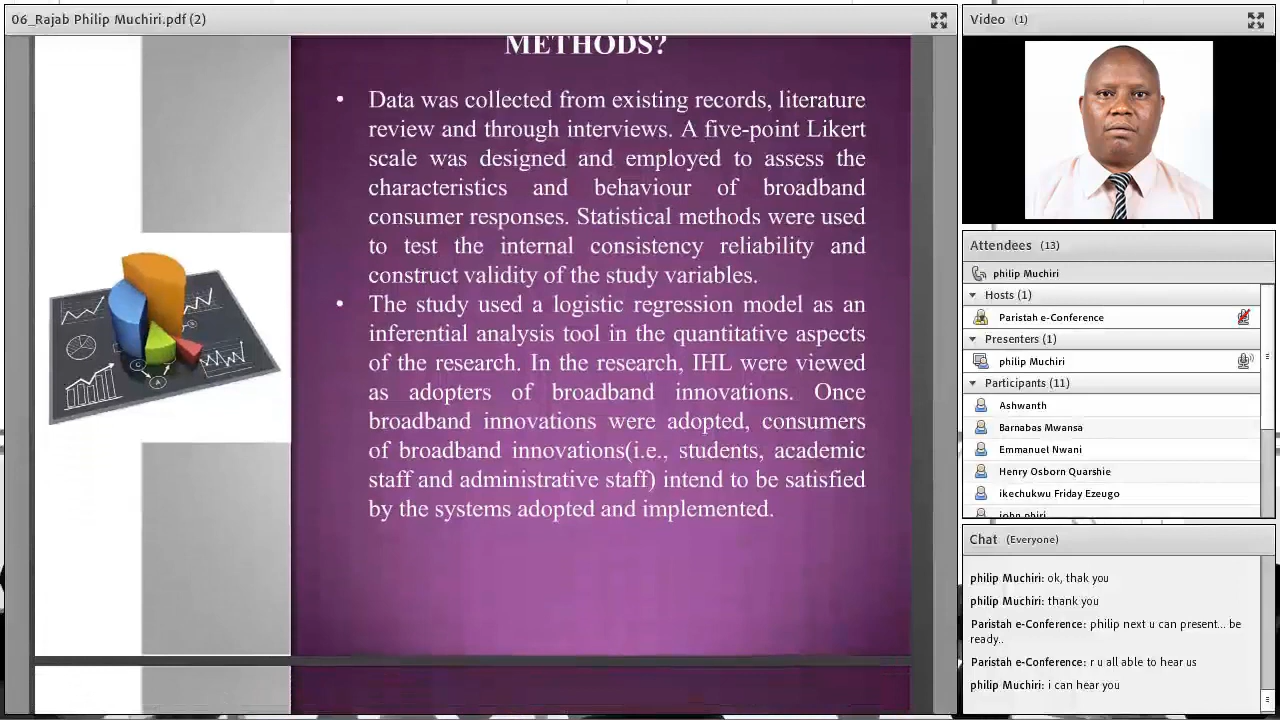 06_Rajab Philip Muchiri.pdf (2)
METHODS?
• Data was collected from existing records, literature
review and through interviews. A five-point Likert
scale was designed and employed to assess the
characteristics and behaviour of broadband
consumer responses. Statistical methods were used
to test the internal consistency reliability and
construct validity of the study variables.
• The study used a logistic regression model as an
inferential analysis tool in the quantitative aspects
of the research. In the research, IHL were viewed
as adopters of broadband innovations. Once
broadband innovations were adopted, consumers
of broadband innovations(i.e., students, academic
staff and administrative staff) intend to be satisfied
by the systems adopted and implemented.
Video (1)
Attendees (13)
philip Muchiri
Hosts (1)
Paristah e-Conference
Presenters (1)
philip Muchiri
Participants (11)
Ashwanth
Barnabas Mwansa
Emmanuel Nwani
Henry Osborn Quarshie
ikechukwu Friday Ezeugo
john phiri
Chat (Everyone)
philip Muchiri: ok, thak you
philip Muchiri: thank you
Paristah e-Conference: philip next u can present... be
ready..
Paristah e-Conference: r u all able to hear us
philip Muchiri: i can hear you